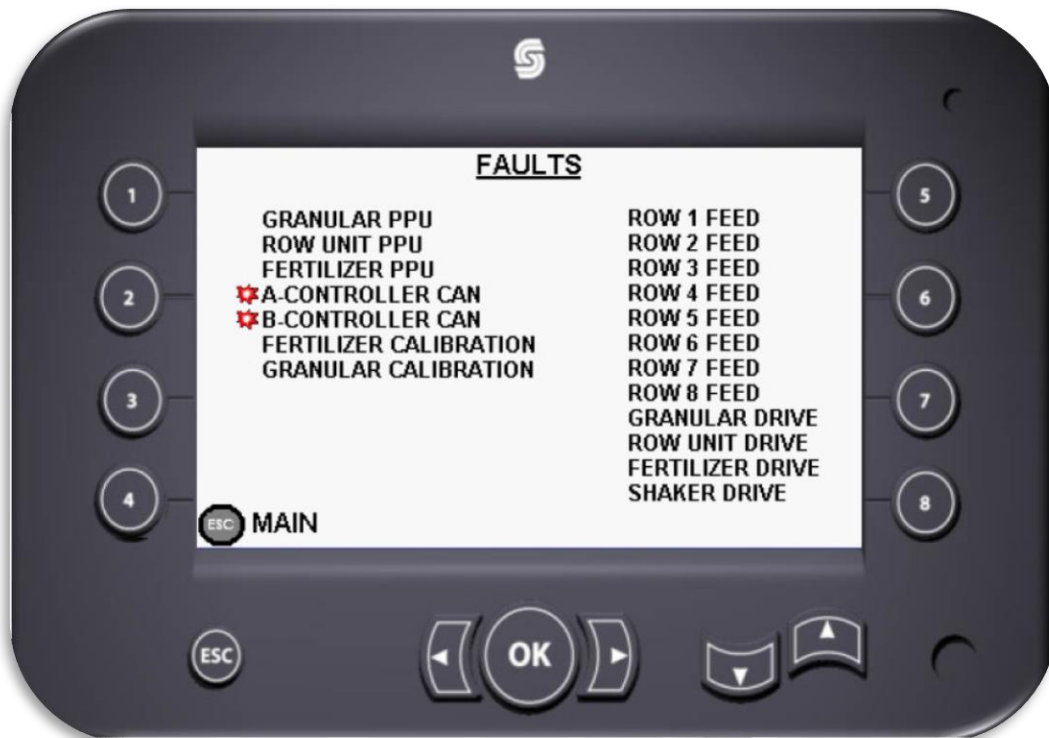 FAULTS
GRANULAR PPU
ROW UNIT PPU
FERTILIZER PPU
A-CONTROLLER CAN
B-CONTROLLER CAN
FERTILIZER CALIBRATION
GRANULAR CALIBRATION
ROW 1 FEED
ROW 2 FEED
ROW 3 FEED
ROW 4 FEED
ROW 5 FEED
ROW 6 FEED
ROW 7 FEED
ROW 8 FEED
GRANULAR DRIVE
ROW UNIT DRIVE
FERTILIZER DRIVE
SHAKER DRIVE
ESC MAIN
1
2
3
4
5
6
7
8
ESC
OK